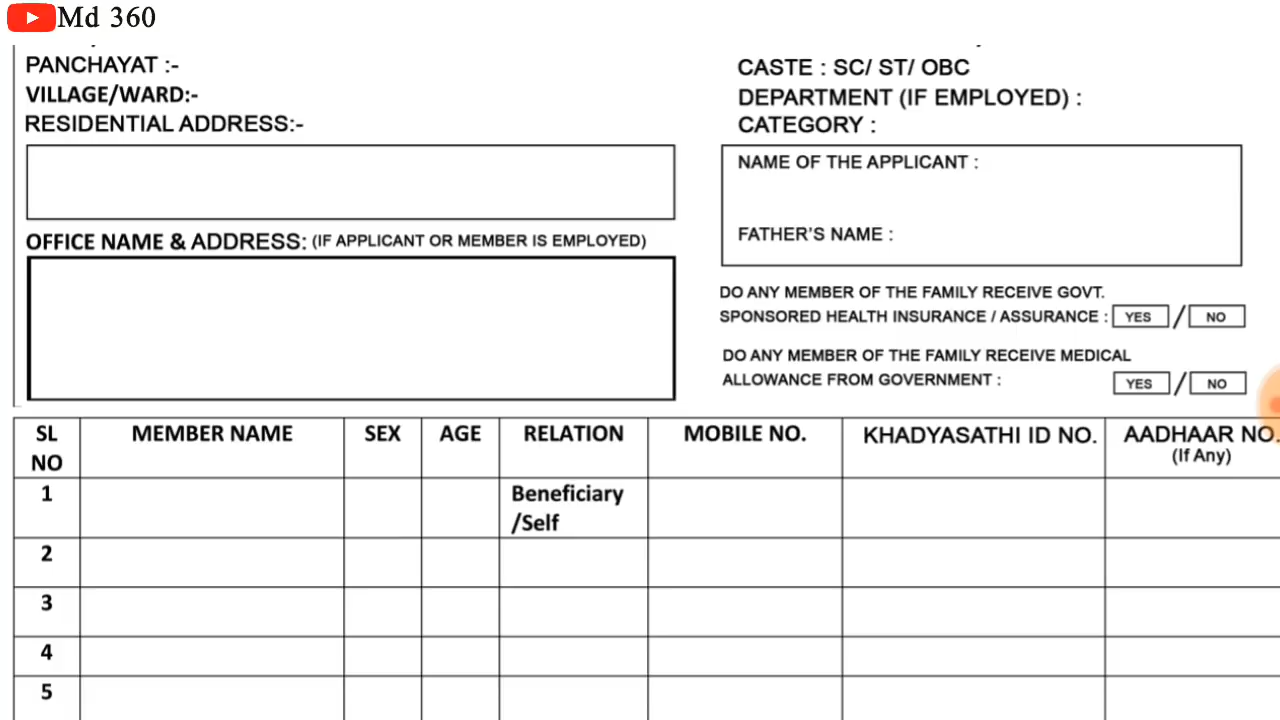 Md 360
PANCHAYAT :-
VILLAGE/WARD:-
RESIDENTIAL ADDRESS:-
OFFICE NAME & ADDRESS: (IF APPLICANT OR MEMBER IS EMPLOYED)
CASTE : SC/ ST/ OBC
DEPARTMENT (IF EMPLOYED) :
CATEGORY :
NAME OF THE APPLICANT :
FATHER'S NAME :
DO ANY MEMBER OF THE FAMILY RECEIVE GOVT.
SPONSORED HEALTH INSURANCE / ASSURANCE : YES / NO
DO ANY MEMBER OF THE FAMILY RECEIVE MEDICAL
ALLOWANCE FROM GOVERNMENT : YES / NO
SL NO MEMBER NAME SEX AGE RELATION MOBILE NO. KHADYASATHI ID NO. AADHAAR NO. (If Any)
1 Beneficiary /Self
2
3
4
5